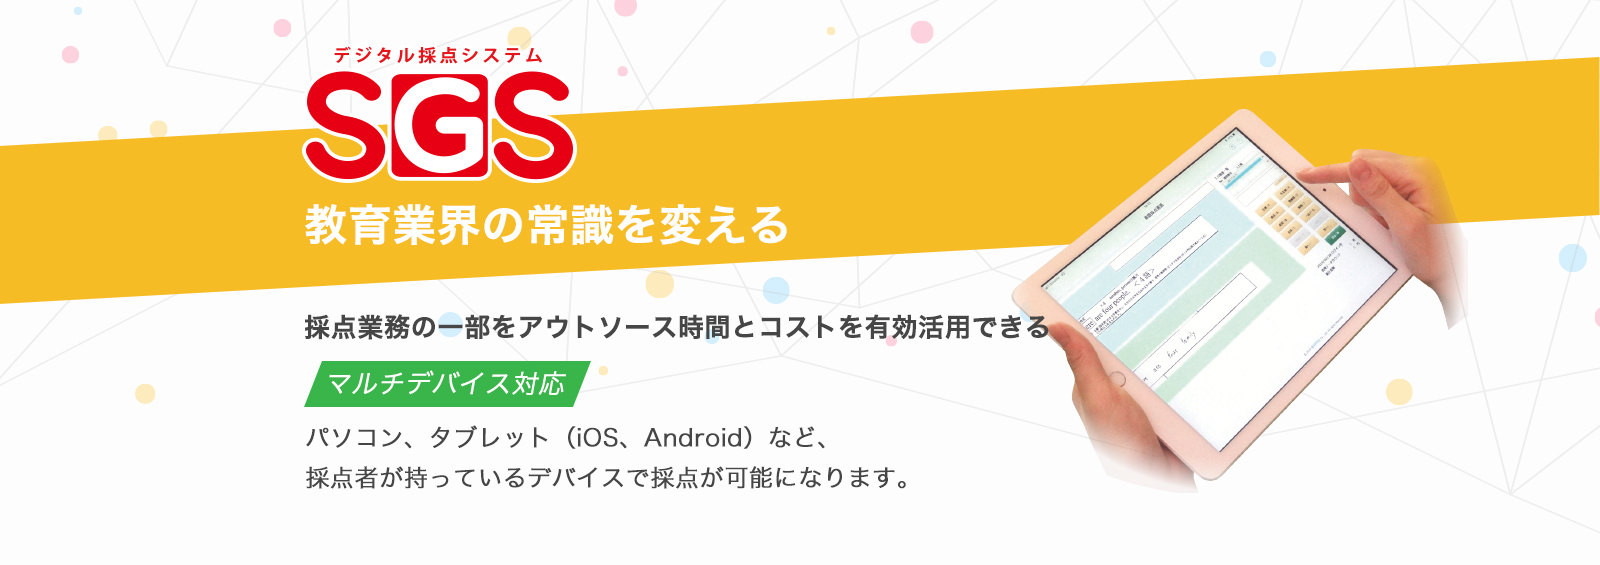 デジタル採点システム
SGS
教育業界の常識を変える
採点業務の一部をアウトソース時間とコストを有効活用できる
マルチデバイス対応
パソコン、タブレット（iOS、Android）など、
採点者が持っているデバイスで採点が可能になります。